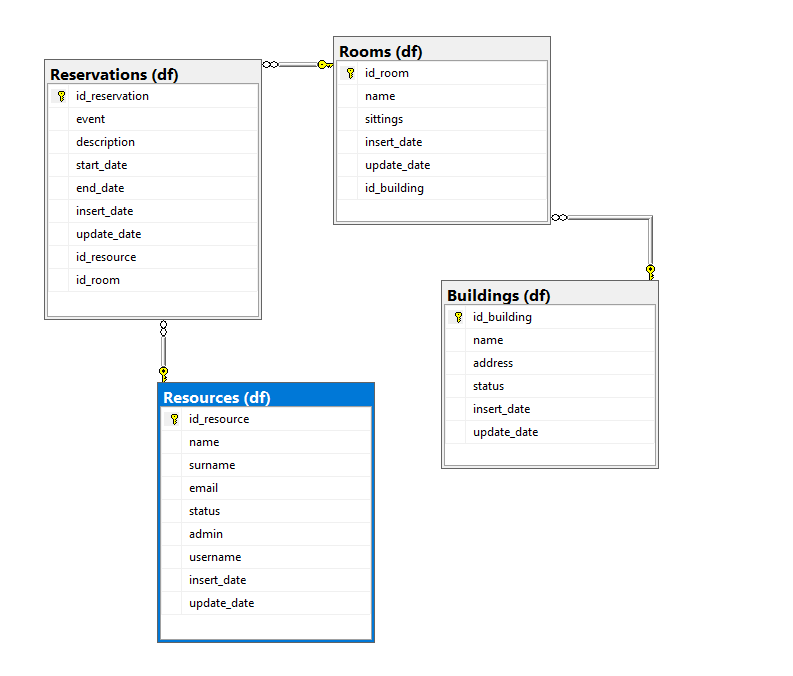 Reservations (df)
id_reservation
event
description
start_date
end_date
insert_date
update_date
id_resource
id_room
Rooms (df)
id_room
name
sittings
insert_date
update_date
id_building
Buildings (df)
id_building
name
address
status
insert_date
update_date
Resources (df)
id_resource
name
surname
email
status
admin
username
insert_date
update_date